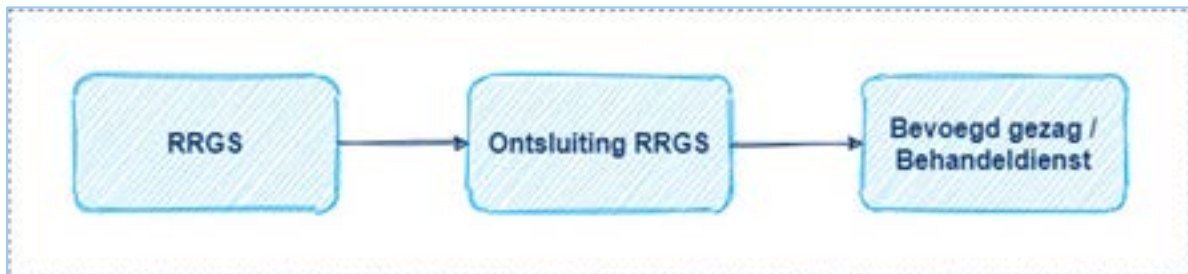 RRGS
Ontsluiting RRGS
Bevoegd gezag /
Behandeldienst